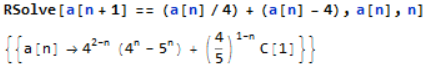 RSolve[a[n + 1] == (a[n] / 4) + (a[n] - 4), a[n], n]
{{a[n] → 4^{2-n} (4^n - 5^n) + (4/5)^{1-n} C[1]}}